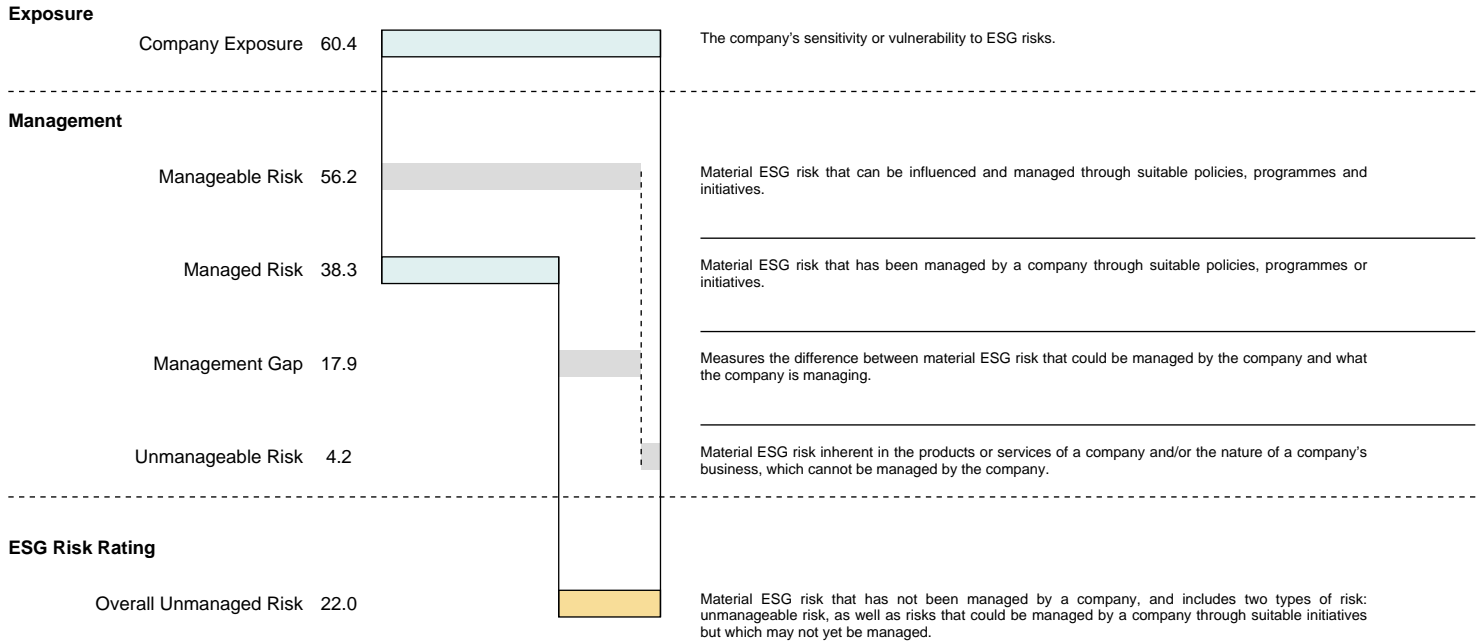 Exposure
Company Exposure 60.4
The company's sensitivity or vulnerability to ESG risks.
Management
Manageable Risk 56.2
Material ESG risk that can be influenced and managed through suitable policies, programmes and
initiatives.
Managed Risk 38.3
Material ESG risk that has been managed by a company through suitable policies, programmes or
initiatives.
Management Gap 17.9
Measures the difference between material ESG risk that could be managed by the company and what
the company is managing.
Unmanageable Risk 4.2
Material ESG risk inherent in the products or services of a company and/or the nature of a company's
business, which cannot be managed by the company.
ESG Risk Rating
Overall Unmanaged Risk 22.0
Material ESG risk that has not been managed by a company, and includes two types of risk:
unmanageable risk, as well as risks that could be managed by a company through suitable initiatives
but which may not yet be managed.